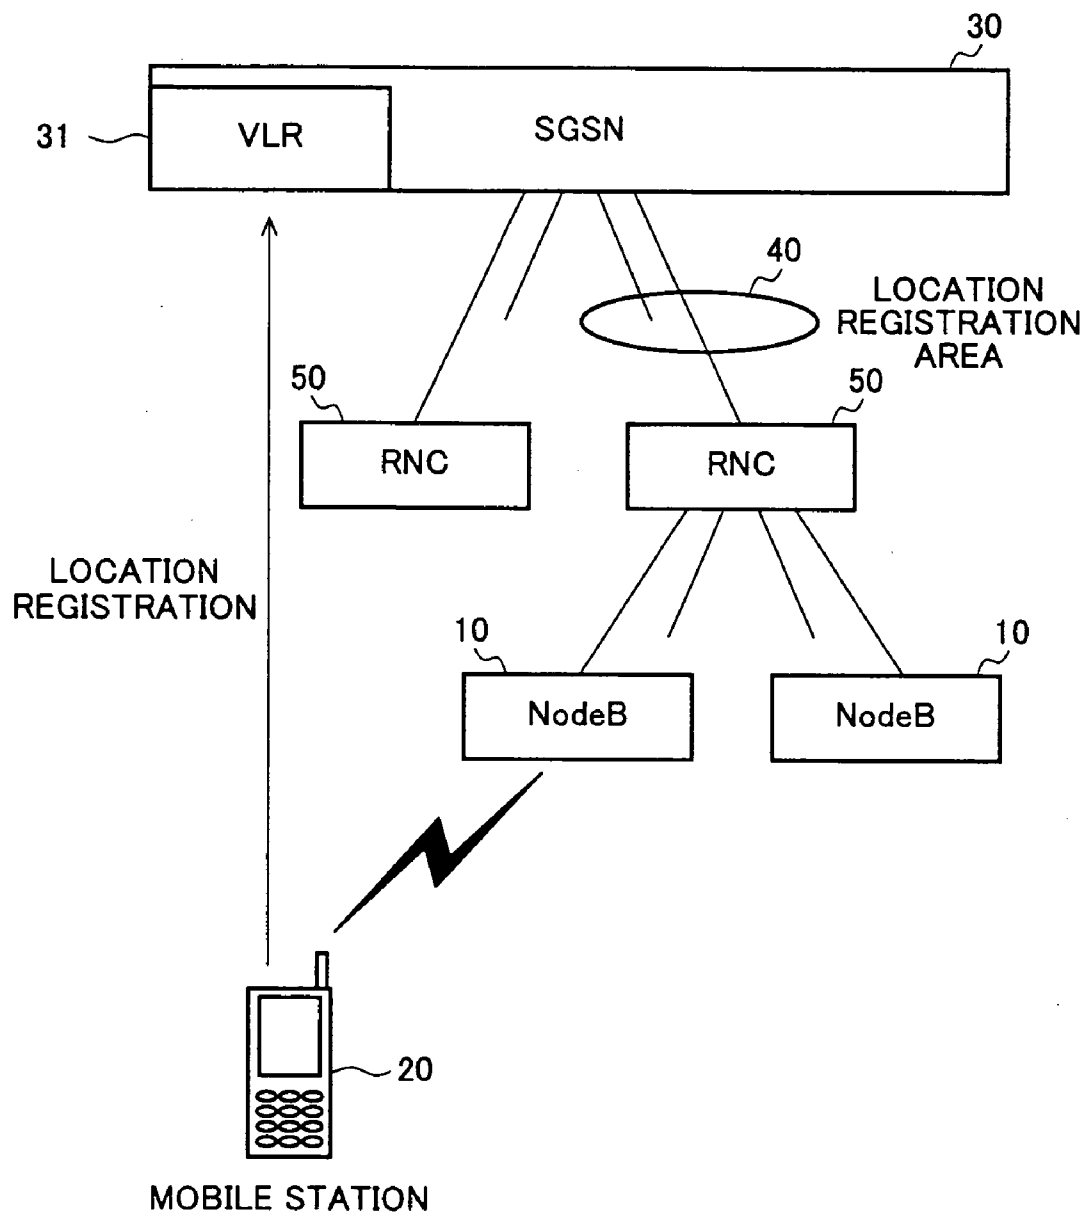 30
31
VLR
SGSN
40
LOCATION
REGISTRATION
AREA
50
50
RNC
RNC
LOCATION
REGISTRATION
10
10
NodeB
NodeB
20
MOBILE STATION